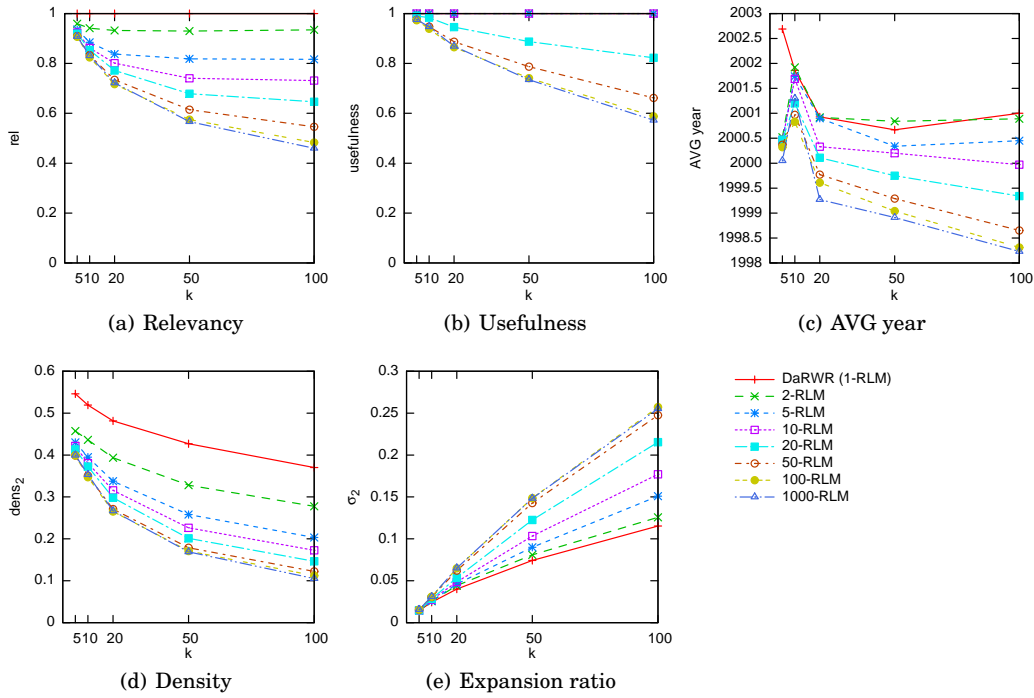 1
0.8
0.6
0.4
0.2
0
rel
5 10 20 50 100
k
(a) Relevancy
1
0.8
0.6
0.4
0.2
0
usefulness
5 10 20 50 100
k
(b) Usefulness
2003
2002.5
2002
2001.5
2001
2000.5
2000
1999.5
1999
1998.5
1998
AVG year
5 10 20 50 100
k
(c) AVG year
0.6
0.5
0.4
0.3
0.2
0.1
0
dens₂
5 10 20 50 100
k
(d) Density
0.3
0.25
0.2
0.15
0.1
0.05
0
σ₂
5 10 20 50 100
k
(e) Expansion ratio
DaRWR (1-RLM)
2-RLM
5-RLM
10-RLM
20-RLM
50-RLM
100-RLM
1000-RLM